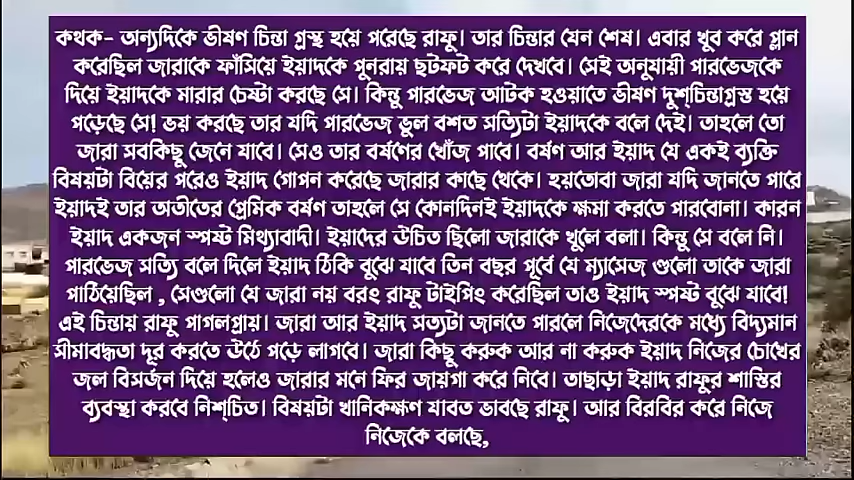 কথক- অন্যদিকে ভীষণ চিন্তা গ্রস্থ হয়ে পরেছে রাফু। তার চিন্তার যেন শেষ। এবার খুব করে প্লান
করেছিল জারাকে ফাঁসিয়ে ইয়াদকে পুনরায় ছটফট করে দেখবে। সেই অনুযায়ী পারভেজকে
দিয়ে ইয়াদকে মারার চেষ্টা করছে সে। কিন্তু পারভেজ আটক হওয়াতে ভীষণ দুশ্চিন্তাগ্রস্ত হয়ে
পড়েছে সে! ভয় করছে তার যদি পারভেজ ভুল বশত সত্যিটা ইয়াদকে বলে দেই। তাহলে তো
জারা সবকিছু জেনে যাবে। সেও তার বর্ষণের খোঁজ পাবে। বর্ষণ আর ইয়াদ যে একই ব্যক্তি
বিষয়টা বিয়ের পরেও ইয়াদ গোপন করেছে জারার কাছে থেকে। হয়তোবা জারা যদি জানতে পারে
ইয়াদই তার অতীতের প্রেমিক বর্ষণ তাহলে সে কোনদিনই ইয়াদকে ক্ষমা করতে পারবোনা। কারন
ইয়াদ একজন স্পষ্ট মিথ্যাবাদী। ইয়াদের উচিত ছিলো জারাকে খুলে বলা। কিন্তু সে বলে নি।
পারভেজ সত্যি বলে দিলে ইয়াদ ঠিকি বুঝে যাবে তিন বছর পূর্বে যে ম্যাসেজ গুলো তাকে জারা
পাঠিয়েছিল , সেগুলো যে জারা নয় বরং রাফু টাইপিং করেছিল তাও ইয়াদ স্পষ্ট বুঝে যাবে!
এই চিন্তায় রাফু পাগলপ্রায়। জারা আর ইয়াদ সত্যটা জানতে পারলে নিজেদেরকে মধ্যে বিদ্যমান
সীমাবদ্ধতা দূর করতে উঠে পড়ে লাগবে। জারা কিছু করুক আর না করুক ইয়াদ নিজের চোখের
জল বিসর্জন দিয়ে হলেও জারার মনে ফির জায়গা করে নিবে। তাছাড়া ইয়াদ রাফুর শাস্তির
ব্যবস্থা করবে নিশ্চিত। বিষয়টা খানিকক্ষণ যাবত ভাবছে রাফু। আর বিরবির করে নিজে
নিজেকে বলছে,